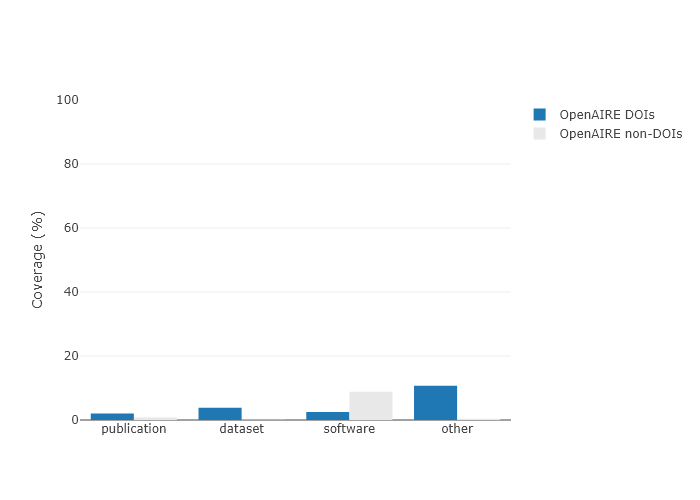 100
80
60
40
20
0
Coverage (%)
publication
dataset
software
other
OpenAIRE DOIs
OpenAIRE non-DOIs